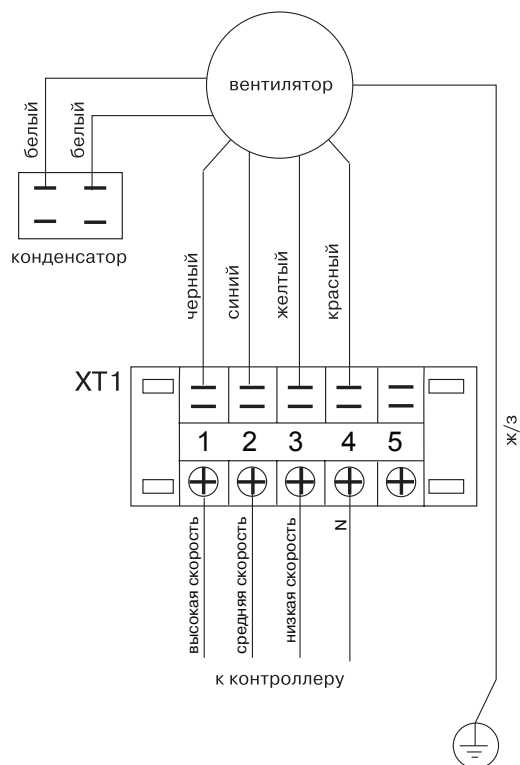 вентилятор
белый
белый
конденсатор
черный
синий
желтый
красный
XT1
ж/з
1 2 3 4 5
высокая скорость
средняя скорость
низкая скорость
N
к контроллеру